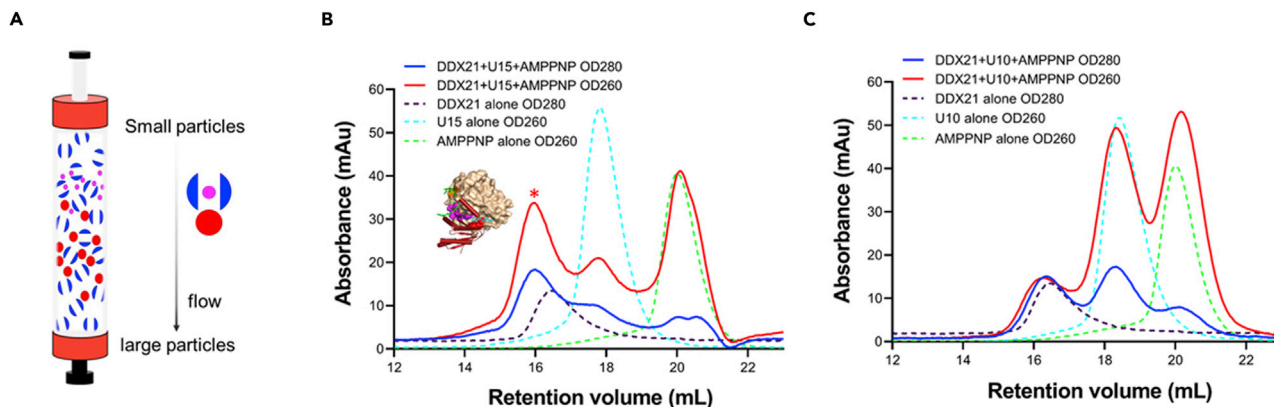 A
Small particles
flow
large particles
B
DDX21+U15+AMPPNP OD280
DDX21+U15+AMPPNP OD260
DDX21 alone OD280
U15 alone OD260
AMPPNP alone OD260
60
50
40
30
20
10
0
Absorbance (mAu)
*
12 14 16 18 20 22
Retention volume (mL)
C
DDX21+U10+AMPPNP OD280
DDX21+U10+AMPPNP OD260
DDX21 alone OD280
U10 alone OD260
AMPPNP alone OD260
60
50
40
30
20
10
0
Absorbance (mAu)
12 14 16 18 20 22
Retention volume (mL)